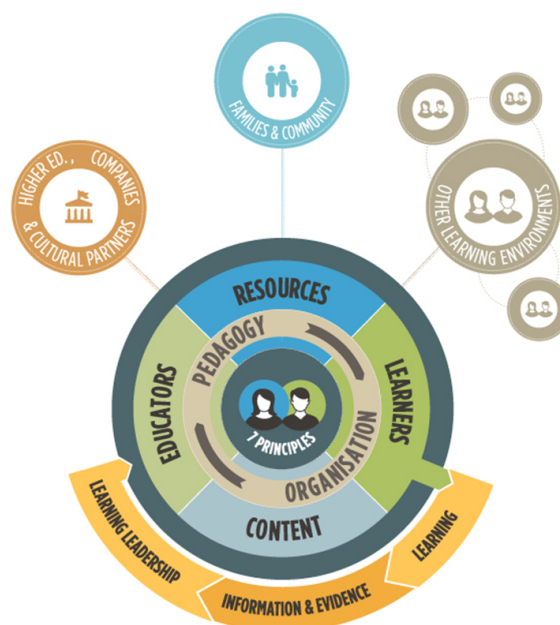 FAMILIES & COMMUNITY
HIGHER ED., COMPANIES
& CULTURAL PARTNERS
OTHER LEARNING ENVIRONMENTS
RESOURCES
PEDAGOGY
EDUCATORS
LEARNERS
7 PRINCIPLES
ORGANISATION
CONTENT
LEARNING LEADERSHIP
INFORMATION & EVIDENCE
LEARNING